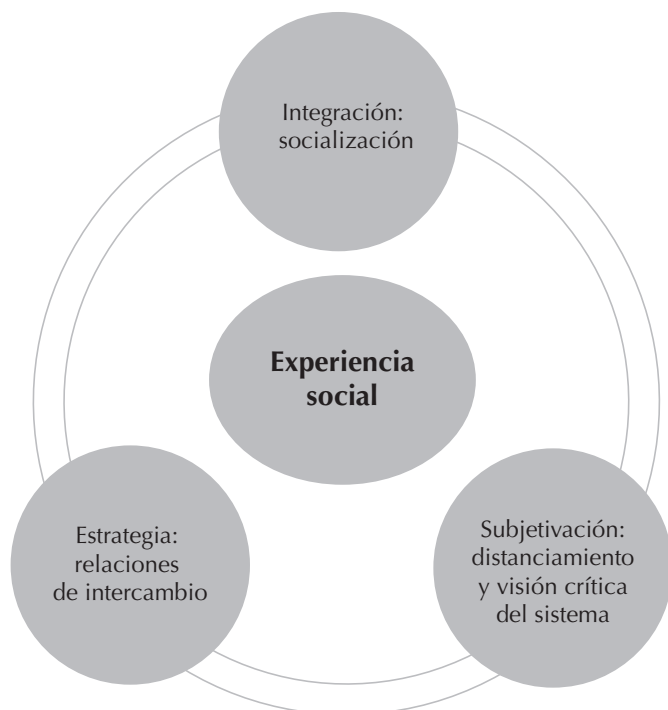 Integración:
socialización
Experiencia
social
Estrategia:
relaciones
de intercambio
Subjetivación:
distanciamiento
y visión crítica
del sistema